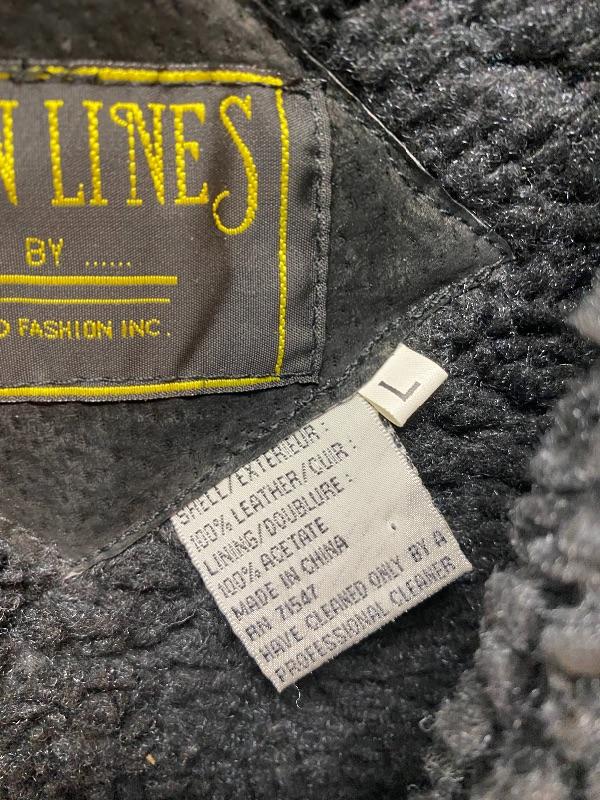 LINES
BY ......
FASHION INC.
L
SHELL/EXTERIEUR :
100% LEATHER/CUIR :
LINING/DOUBLURE :
100% ACETATE
MADE IN CHINA
RN 71547
HAVE CLEANED ONLY BY A
PROFESSIONAL CLEANER